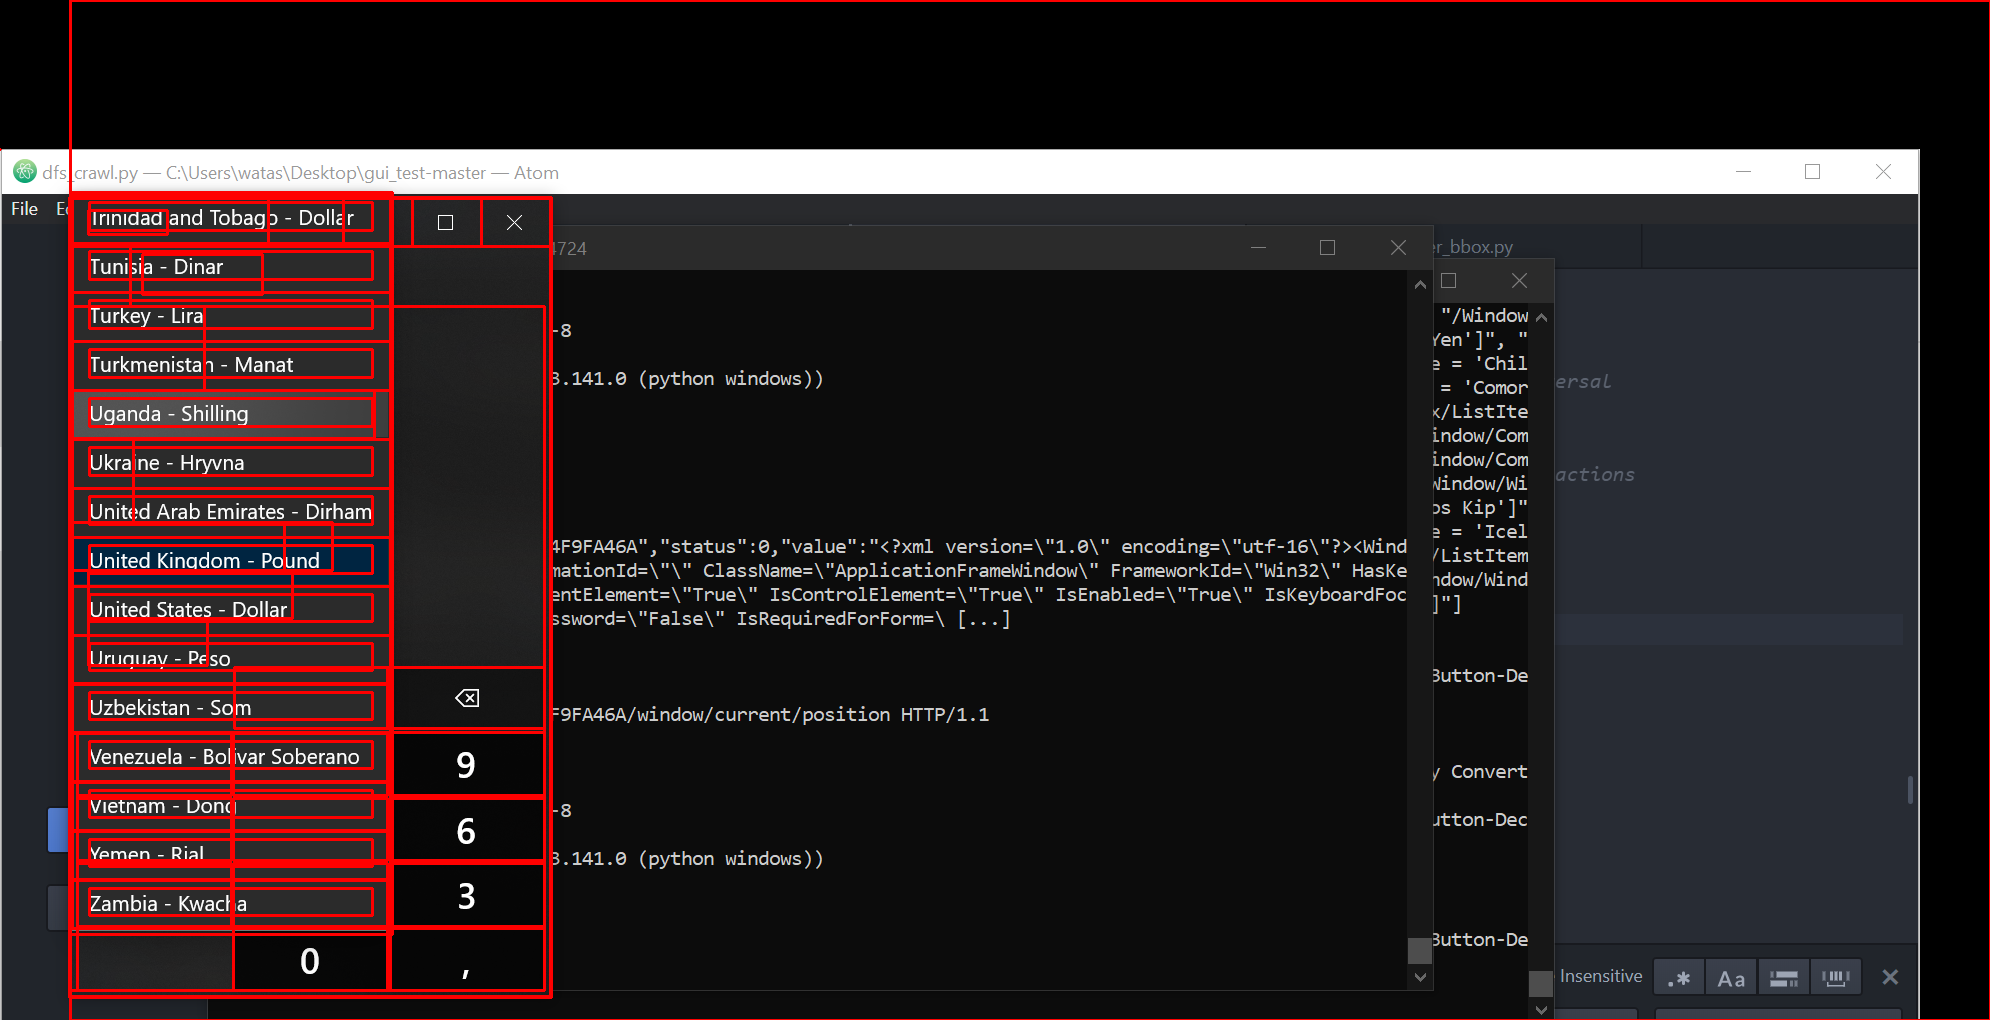 dfs_crawl.py — C:\Users\watas\Desktop\gui_test-master — Atom
File
Trinidad and Tobago - Dollar
Tunisia - Dinar
Turkey - Lira
Turkmenistan - Manat
Uganda - Shilling
Ukraine - Hryvna
United Arab Emirates - Dirham
United Kingdom - Pound
United States - Dollar
Uruguay - Peso
Uzbekistan - Som
Venezuela - Bolívar Soberano
Vietnam - Dong
Yemen - Rial
Zambia - Kwacha
9
6
3
0
,
4724
-8
3.141.0 (python windows))
4F9FA46A","status":0,"value":"<?xml version=\"1.0\" encoding=\"utf-16\"?><Wind
mationId=\"\" ClassName=\"ApplicationFrameWindow\" FrameworkId=\"Win32\" HasKe
entElement=\"True\" IsControlElement=\"True\" IsEnabled=\"True\" IsKeyboardFoc
ssword=\"False\" IsRequiredForForm=\ [...]
F9FA46A/window/current/position HTTP/1.1
-8
3.141.0 (python windows))
er_bbox.py
"/Window
Yen']", "
e = 'Chil
= 'Comor
x/ListIte
indow/Com
indow/Com
Window/Wi
os Kip']"
e = 'Icel
/ListItem
ndow/Wind
]"]
Button-De
y Convert
utton-Dec
Button-De
ersal
actions
Insensitive
.*
Aa